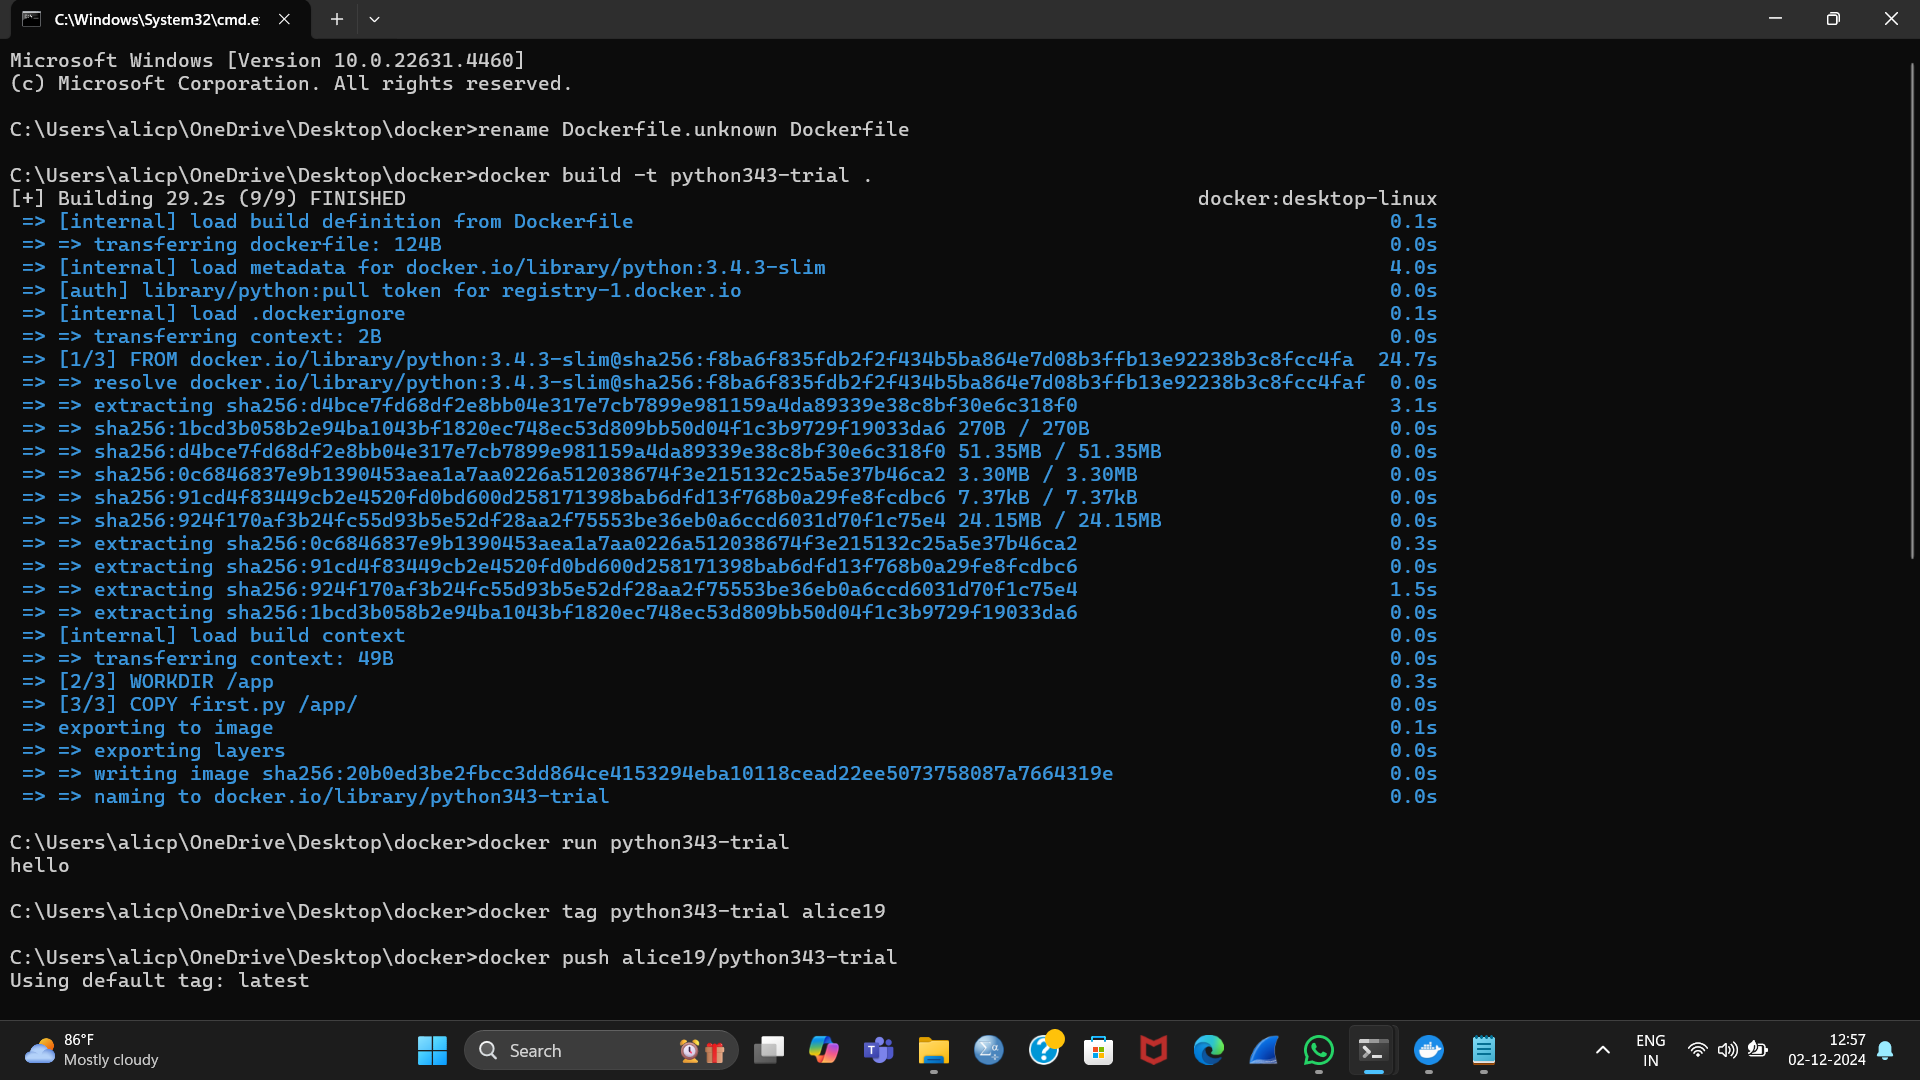 C:\Windows\System32\cmd.e
Microsoft Windows [Version 10.0.22631.4460]
(c) Microsoft Corporation. All rights reserved.
C:\Users\alicp\OneDrive\Desktop\docker>rename Dockerfile.unknown Dockerfile
C:\Users\alicp\OneDrive\Desktop\docker>docker build -t python343-trial .
[+] Building 29.2s (9/9) FINISHED docker:desktop-linux
=> [internal] load build definition from Dockerfile 0.1s
=> => transferring dockerfile: 124B 0.0s
=> [internal] load metadata for docker.io/library/python:3.4.3-slim 4.0s
=> [auth] library/python:pull token for registry-1.docker.io 0.0s
=> [internal] load .dockerignore 0.1s
=> => transferring context: 2B 0.0s
=> [1/3] FROM docker.io/library/python:3.4.3-slim@sha256:f8ba6f835fdb2f2f434b5ba864e7d08b3ffb13e92238b3c8fcc4fa 24.7s
=> => resolve docker.io/library/python:3.4.3-slim@sha256:f8ba6f835fdb2f2f434b5ba864e7d08b3ffb13e92238b3c8fcc4faf 0.0s
=> => extracting sha256:d4bce7fd68df2e8bb04e317e7cb7899e981159a4da89339e38c8bf30e6c318f0 3.1s
=> => sha256:1bcd3b058b2e94ba1043bf1820ec748ec53d809bb50d04f1c3b9729f19033da6 270B / 270B 0.0s
=> => sha256:d4bce7fd68df2e8bb04e317e7cb7899e981159a4da89339e38c8bf30e6c318f0 51.35MB / 51.35MB 0.0s
=> => sha256:0c6846837e9b1390453aea1a7aa0226a512038674f3e215132c25a5e37b46ca2 3.30MB / 3.30MB 0.0s
=> => sha256:91cd4f83449cb2e4520fd0bd600d258171398bab6dfd13f768b0a29fe8fcdbc6 7.37kB / 7.37kB 0.0s
=> => sha256:924f170af3b24fc55d93b5e52df28aa2f75553be36eb0a6ccd6031d70f1c75e4 24.15MB / 24.15MB 0.0s
=> => extracting sha256:0c6846837e9b1390453aea1a7aa0226a512038674f3e215132c25a5e37b46ca2 0.3s
=> => extracting sha256:91cd4f83449cb2e4520fd0bd600d258171398bab6dfd13f768b0a29fe8fcdbc6 0.0s
=> => extracting sha256:924f170af3b24fc55d93b5e52df28aa2f75553be36eb0a6ccd6031d70f1c75e4 1.5s
=> => extracting sha256:1bcd3b058b2e94ba1043bf1820ec748ec53d809bb50d04f1c3b9729f19033da6 0.0s
=> [internal] load build context 0.0s
=> => transferring context: 49B 0.0s
=> [2/3] WORKDIR /app 0.3s
=> [3/3] COPY first.py /app/ 0.0s
=> exporting to image 0.1s
=> => exporting layers 0.0s
=> => writing image sha256:20b0ed3be2fbcc3dd864ce4153294eba10118cead22ee5073758087a7664319e 0.0s
=> => naming to docker.io/library/python343-trial 0.0s
C:\Users\alicp\OneDrive\Desktop\docker>docker run python343-trial
hello
C:\Users\alicp\OneDrive\Desktop\docker>docker tag python343-trial alice19
C:\Users\alicp\OneDrive\Desktop\docker>docker push alice19/python343-trial
Using default tag: latest
86°F
Mostly cloudy
Search
ENG
IN
12:57
02-12-2024